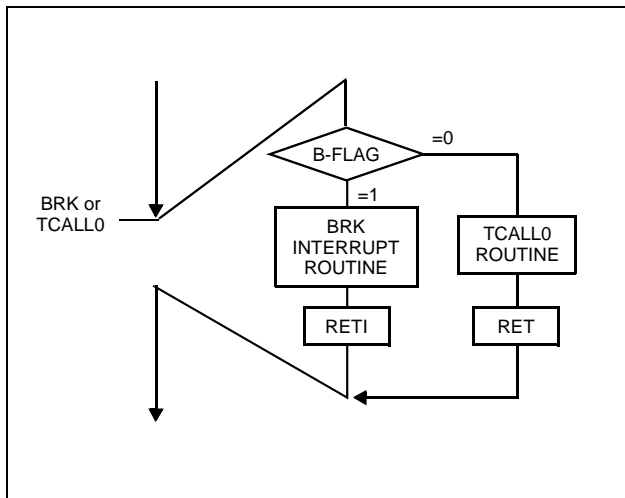 B-FLAG
=0
=1
BRK or
TCALL0
BRK
INTERRUPT
ROUTINE
TCALL0
ROUTINE
RETI
RET